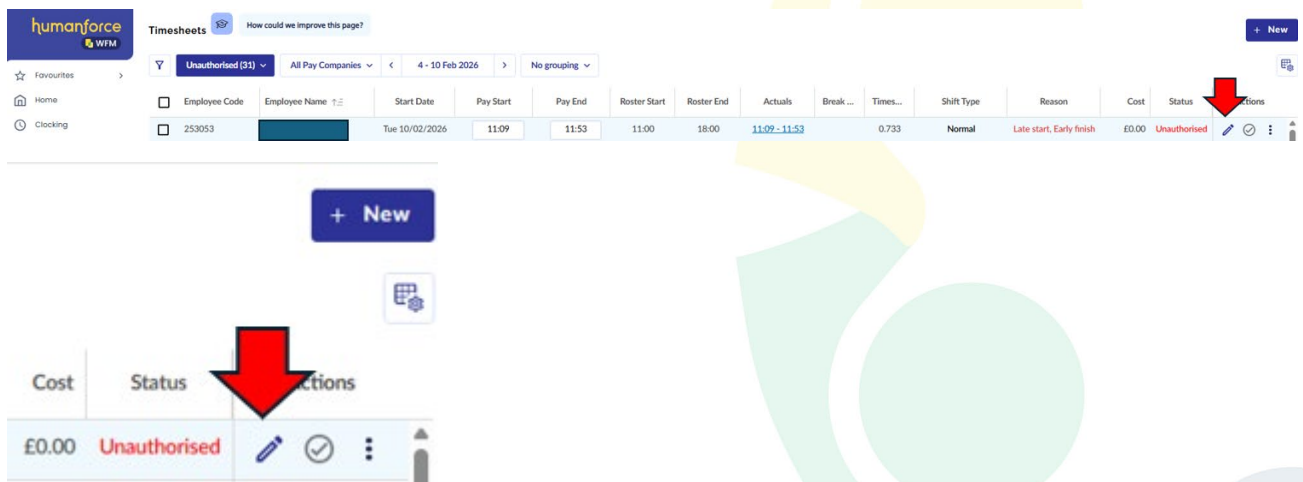 humanforce
WFM
Timesheets
How could we improve this page?
+ New
Favourites
Home
Clocking
Unauthorised (31)
All Pay Companies
4 - 10 Feb 2026
No grouping
Employee Code Employee Name Start Date Pay Start Pay End Roster Start Roster End Actuals Break ... Times... Shift Type Reason Cost Status ctions
253053 Tue 10/02/2026 11:09 11:53 11:00 18:00 11:09 - 11:53 0.733 Normal Late start, Early finish £0.00 Unauthorised
+ New
Cost Status ctions
£0.00 Unauthorised